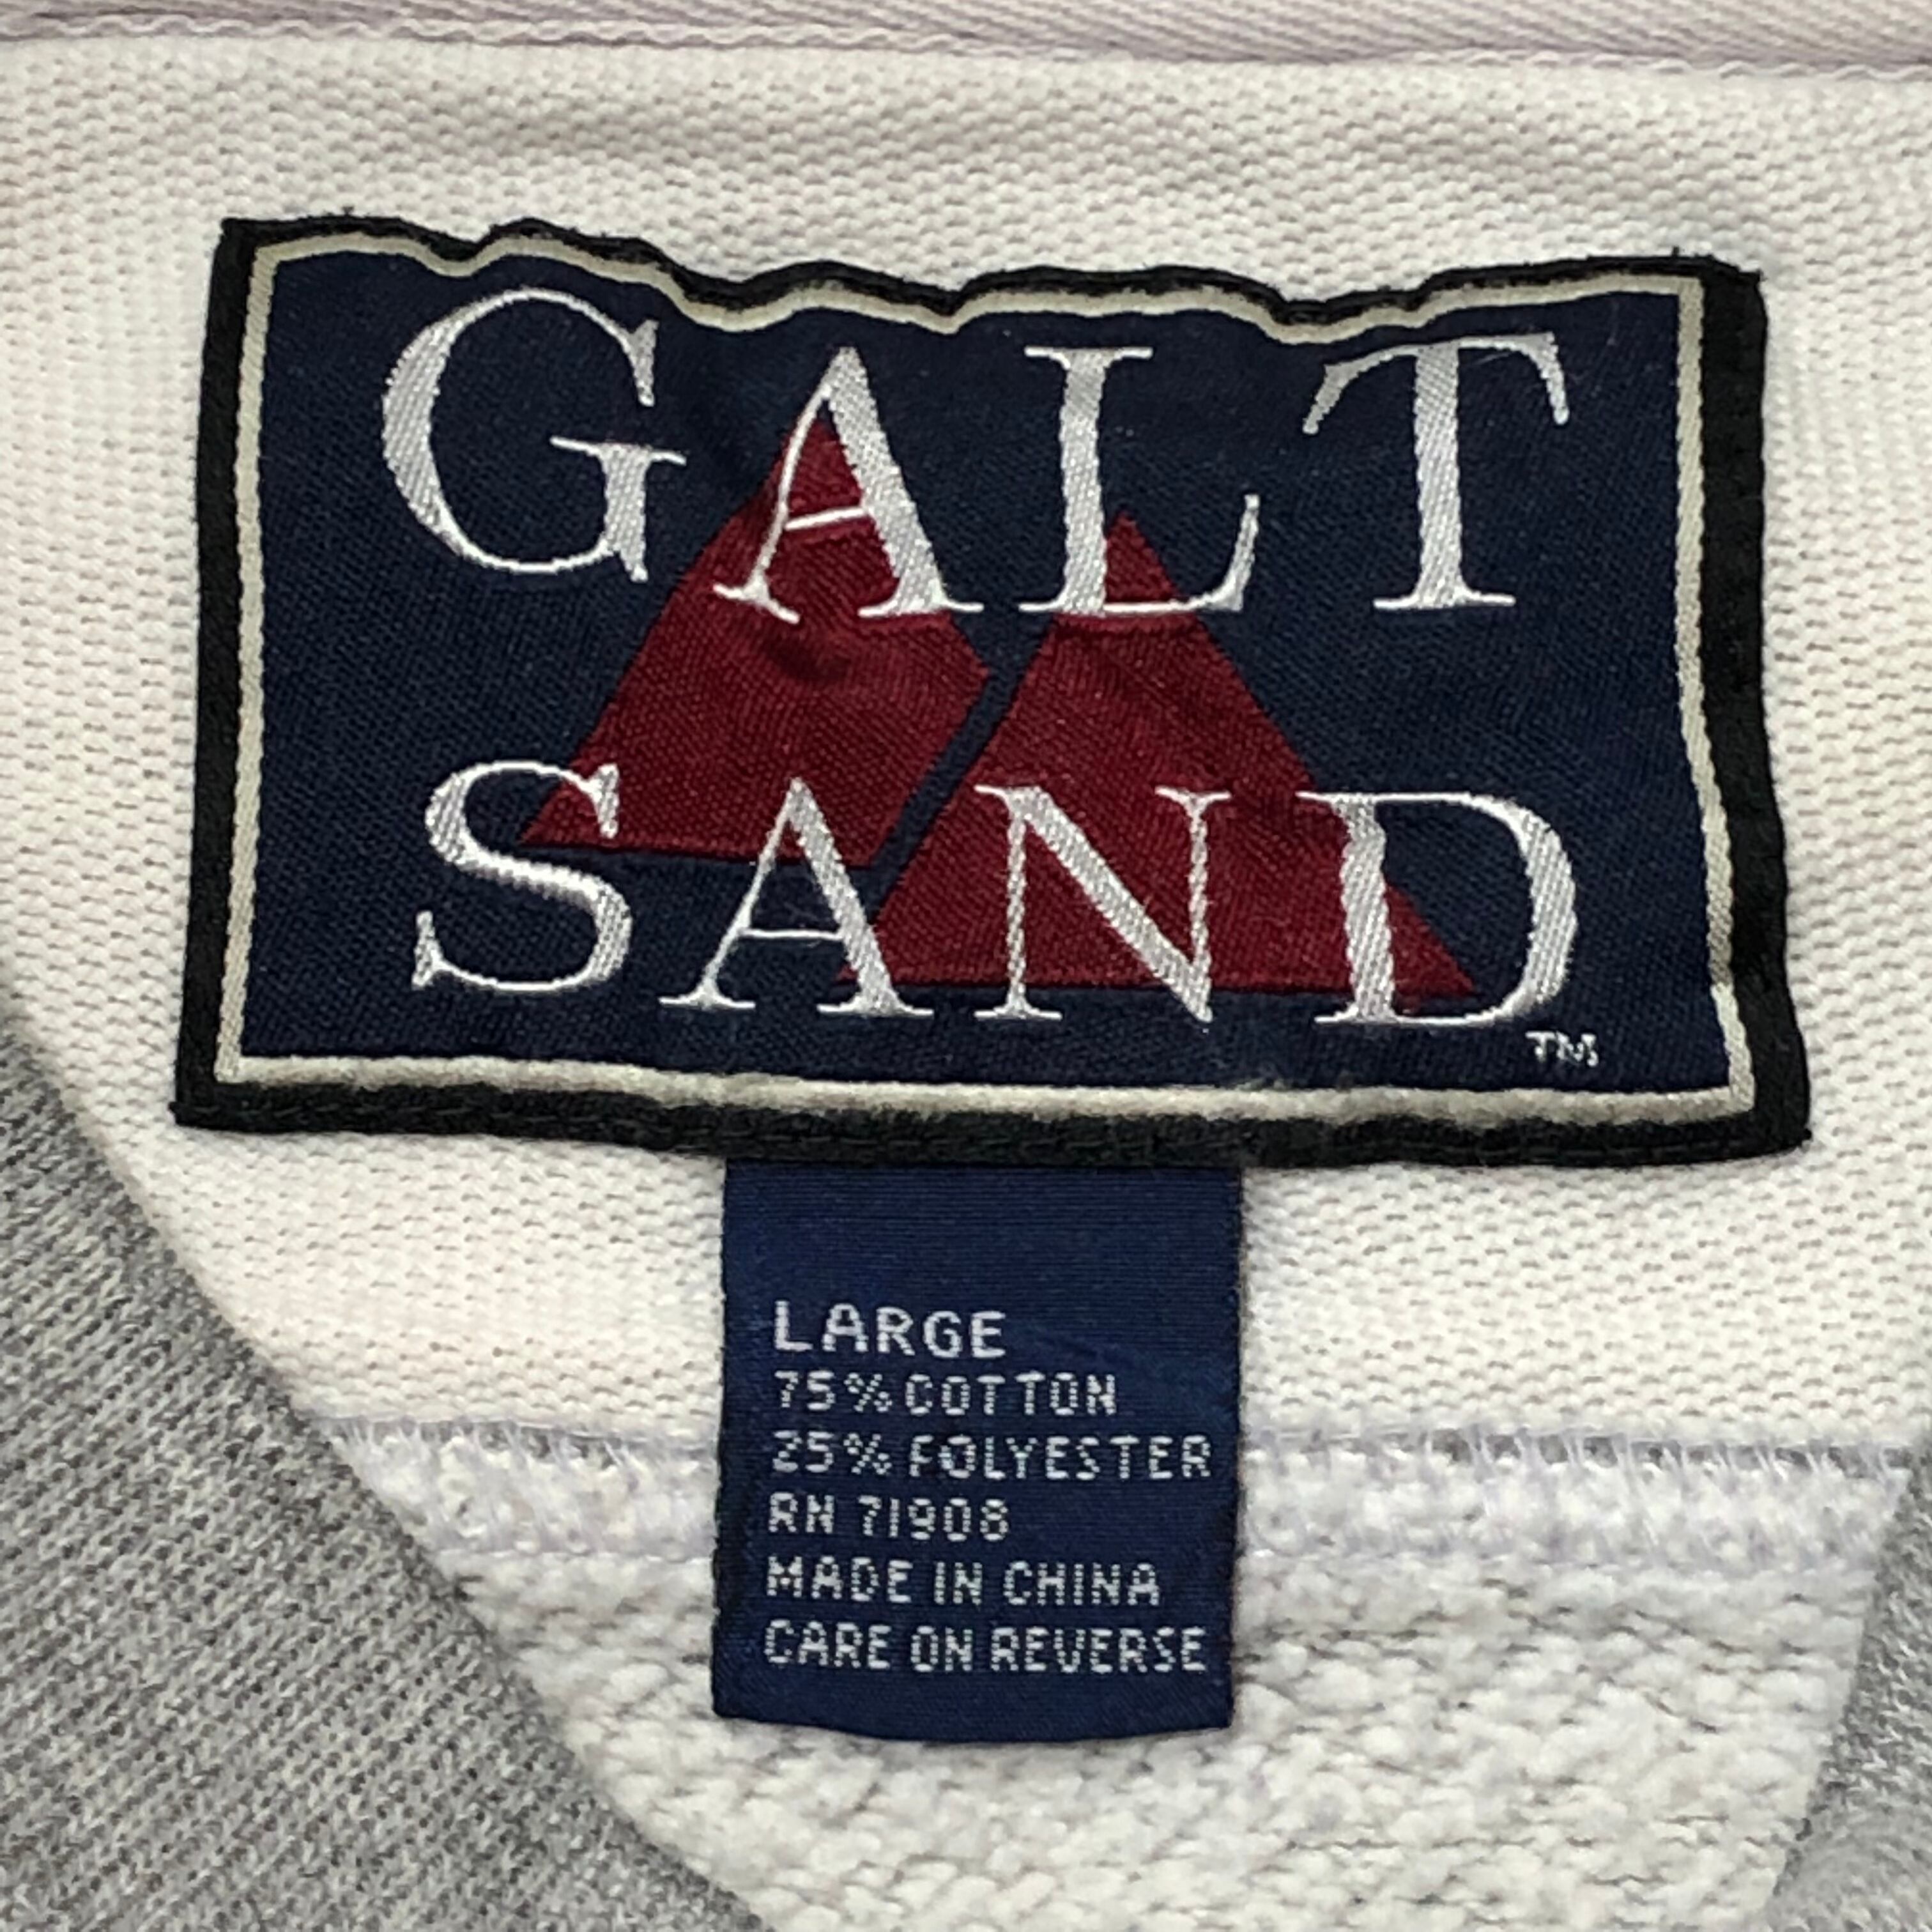 GALT
SAND
TM
LARGE
75% COTTON
25% POLYESTER
RN 71908
MADE IN CHINA
CARE ON REVERSE